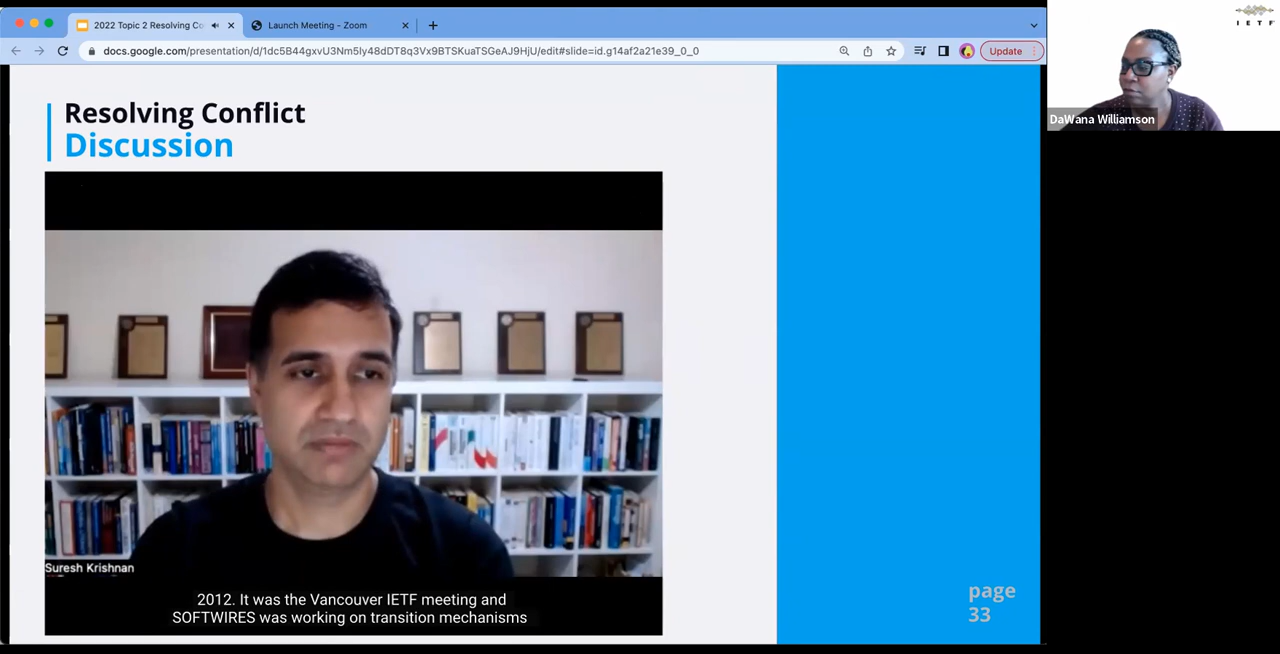 2022 Topic 2 Resolving Co
Launch Meeting - Zoom
docs.google.com/presentation/d/1dc5B44gxvU3Nm5ly48dDT8q3Vx9BTSKuaTSGeAJ9HjU/edit#slide=id.g14af2a21e39_0_0
Update
I E T F
DaWana Williamson
Resolving Conflict
Discussion
Suresh Krishnan
2012. It was the Vancouver IETF meeting and
SOFTWIRES was working on transition mechanisms
page
33